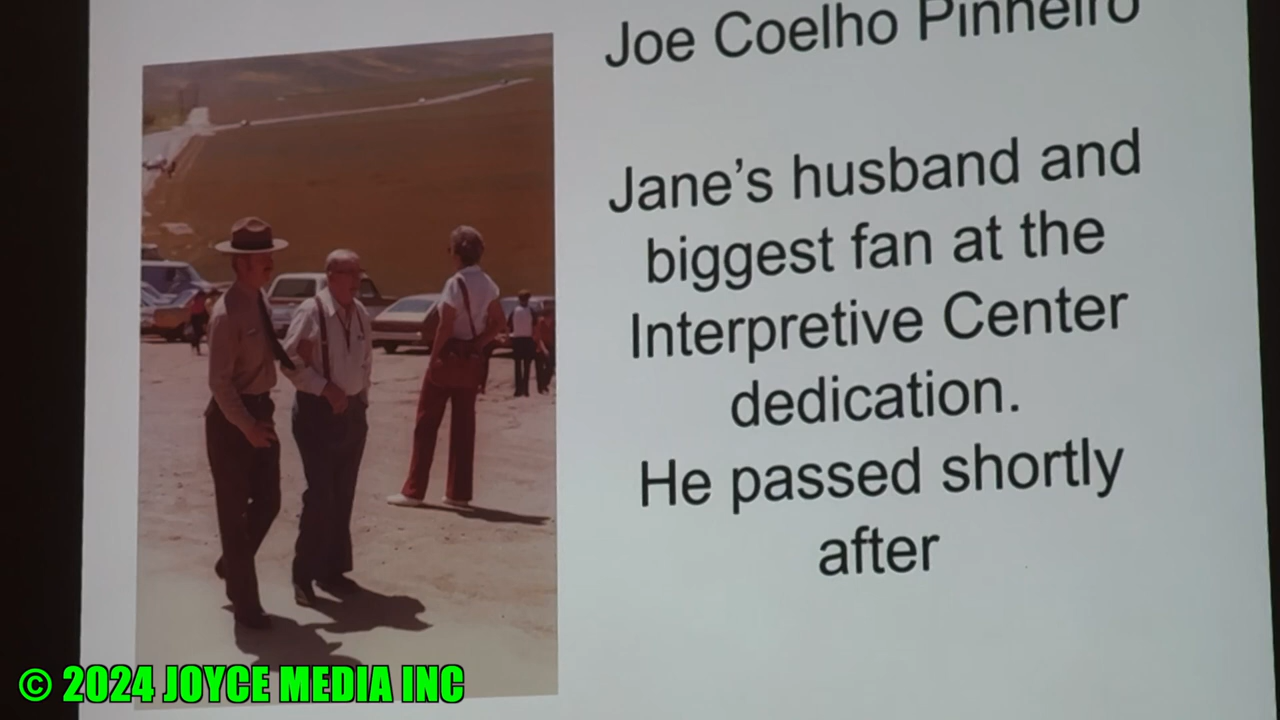 Joe Coelho Pinheiro
Jane’s husband and
biggest fan at the
Interpretive Center
dedication.
He passed shortly
after
© 2024 JOYCE MEDIA INC